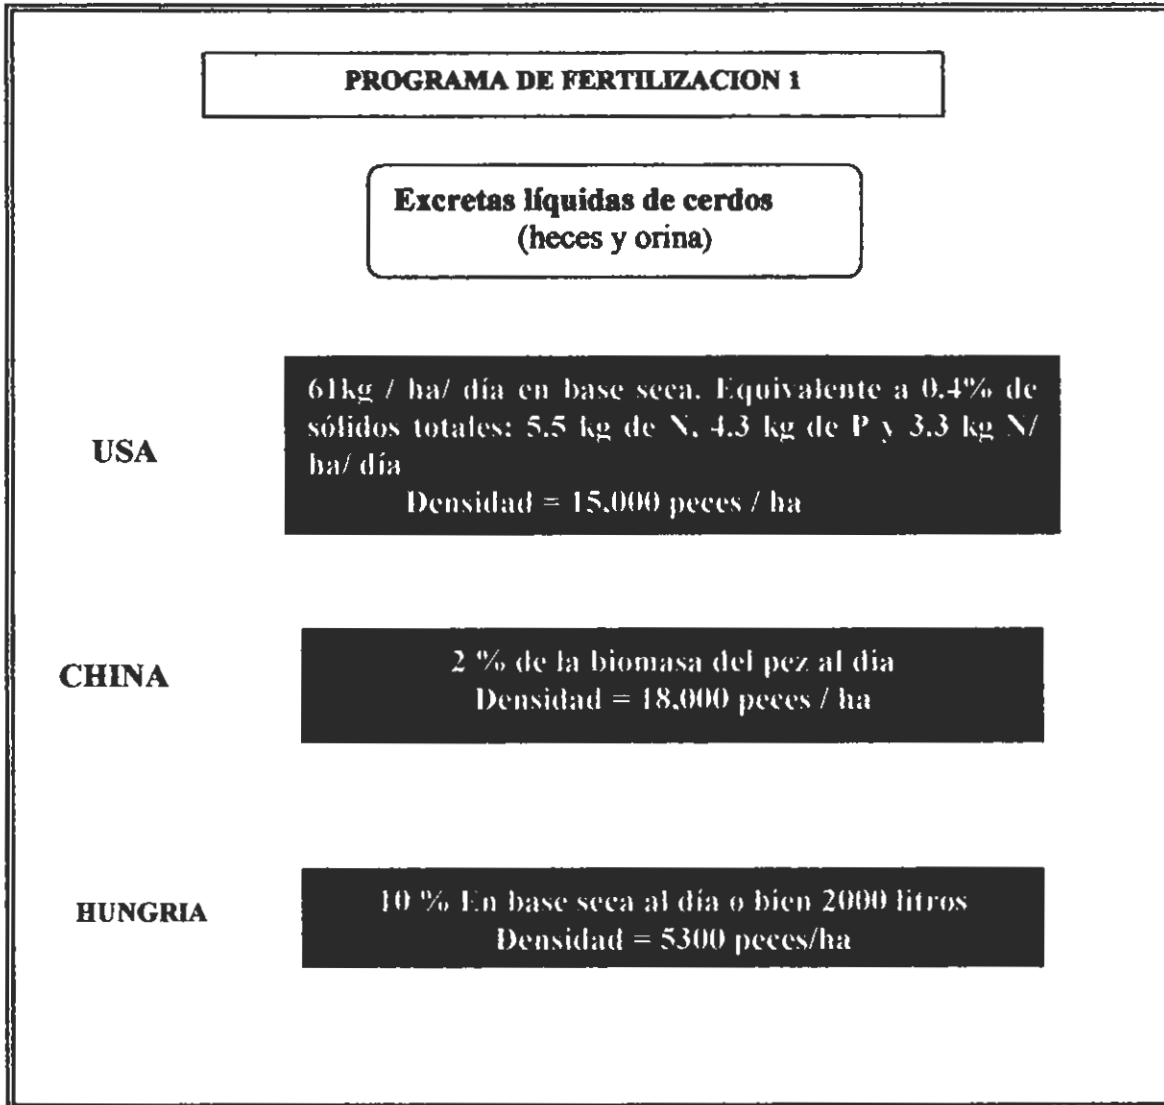 PROGRAMA DE FERTILIZACION 1
Excretas líquidas de cerdos
(heces y orina)
USA
61kg / ha/ día en base seca. Equivalente a 0.4% de
sólidos totales: 5.5 kg de N, 4.3 kg de P y 3.3 kg N/
ha/ día
Densidad = 15,000 peces / ha
CHINA
2 % de la biomasa del pez al dia
Densidad = 18,000 peces / ha
HUNGRIA
10 % En base seca al día o bien 2000 litros
Densidad = 5300 peces/ha